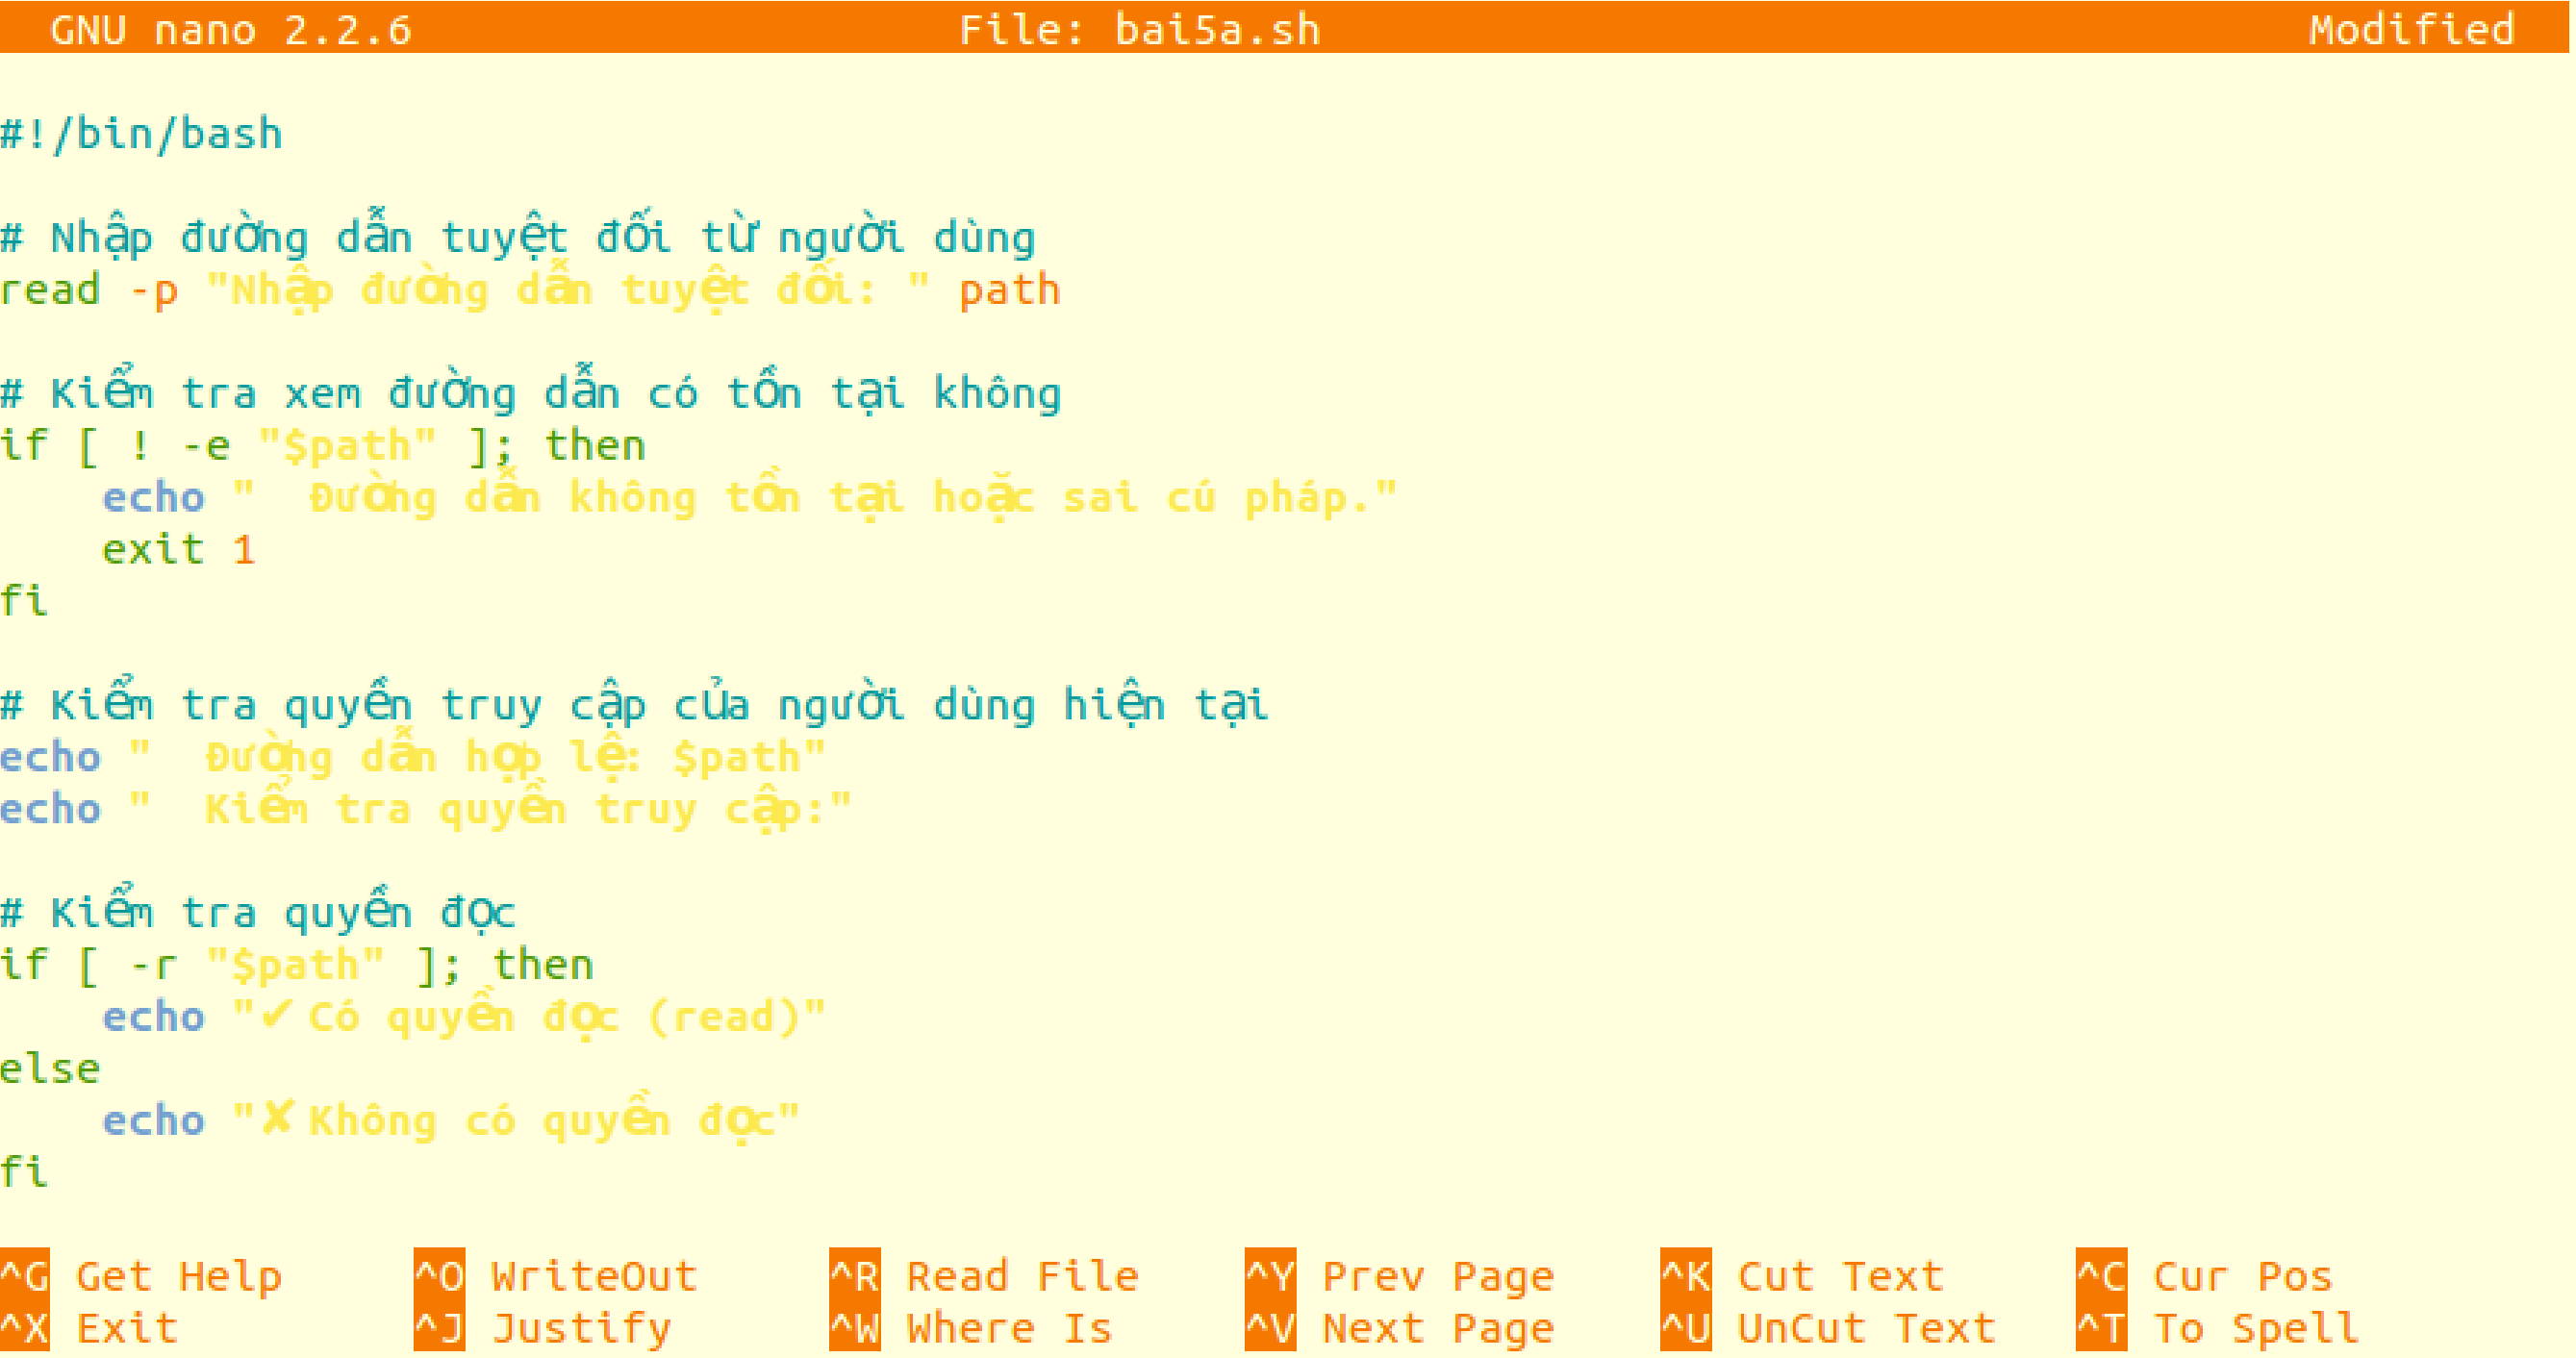 GNU nano 2.2.6 File: bai5a.sh Modified
#!/bin/bash
# Nhập đường dẫn tuyệt đối từ người dùng
read -p "Nhập đường dẫn tuyệt đối: " path
# Kiểm tra xem đường dẫn có tồn tại không
if [ ! -e "$path" ]; then
    echo "  Đường dẫn không tồn tại hoặc sai cú pháp."
    exit 1
fi
# Kiểm tra quyền truy cập của người dùng hiện tại
echo "  Đường dẫn họp lệ: $path"
echo "  Kiểm tra quyền truy cập:"
# Kiểm tra quyền đọc
if [ -r "$path" ]; then
    echo "✔ Có quyền đọc (read)"
else
    echo "✘ Không có quyền đọc"
fi
^G Get Help ^O WriteOut ^R Read File ^Y Prev Page ^K Cut Text ^C Cur Pos
^X Exit ^J Justify ^W Where Is ^V Next Page ^U UnCut Text ^T To Spell